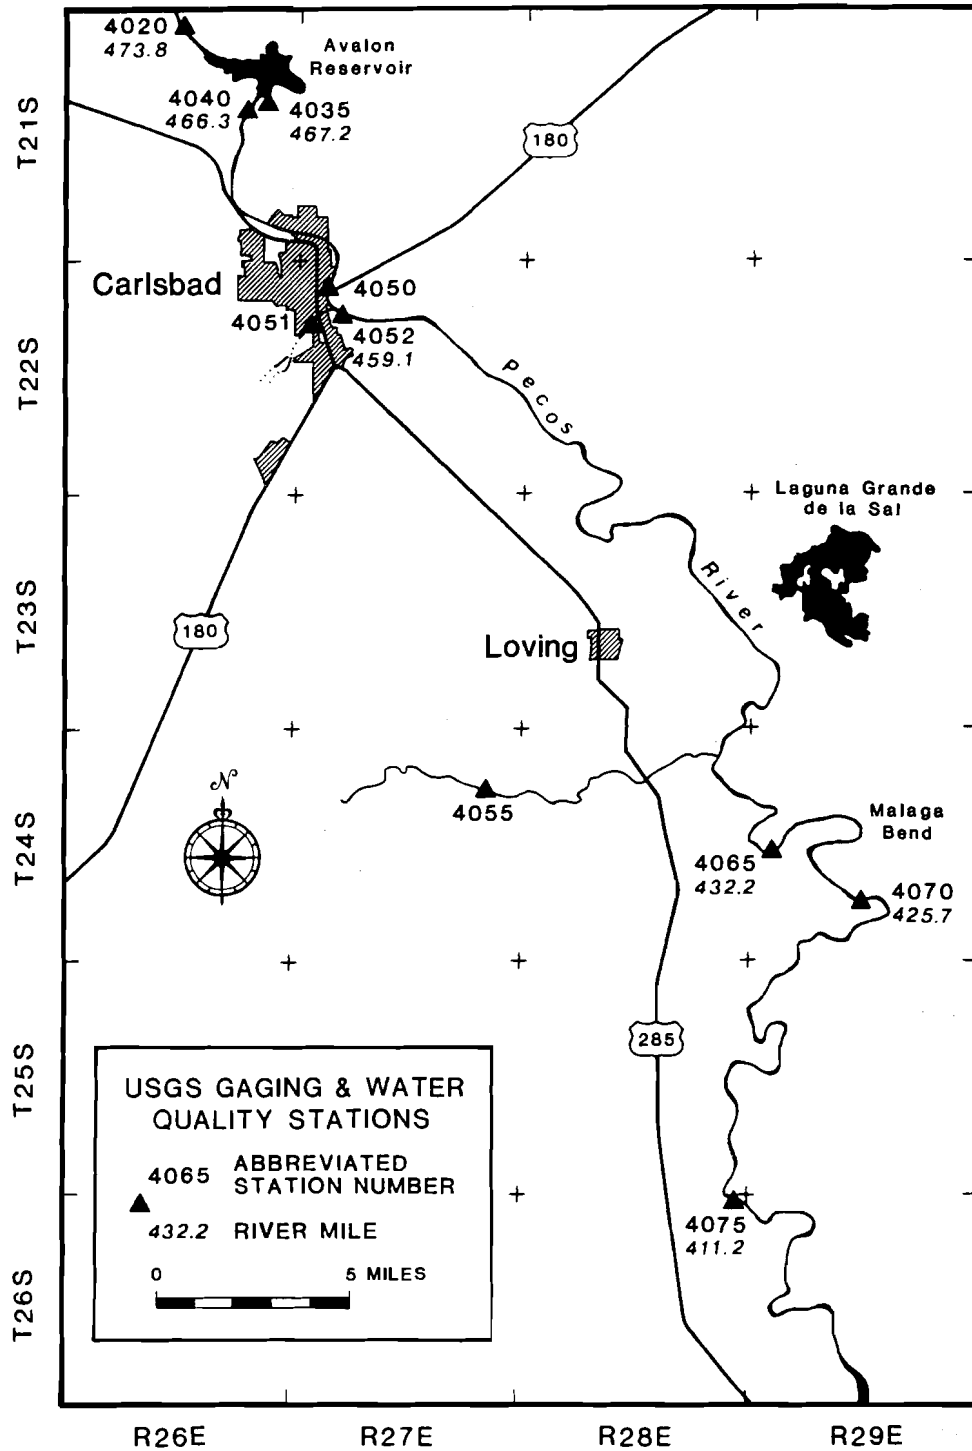 4020
473.8
Avalon
Reservoir
4040
466.3
4035
467.2
T21S
180
Carlsbad
4050
4051
4052
459.1
T22S
Pecos
River
Laguna Grande
de la Sal
T23S
180
Loving
N
4055
Malaga
Bend
T24S
4065
432.2
4070
425.7
285
T25S
USGS GAGING & WATER
QUALITY STATIONS
4065 ABBREVIATED
STATION NUMBER
432.2 RIVER MILE
0 5 MILES
4075
411.2
T26S
R26E R27E R28E R29E